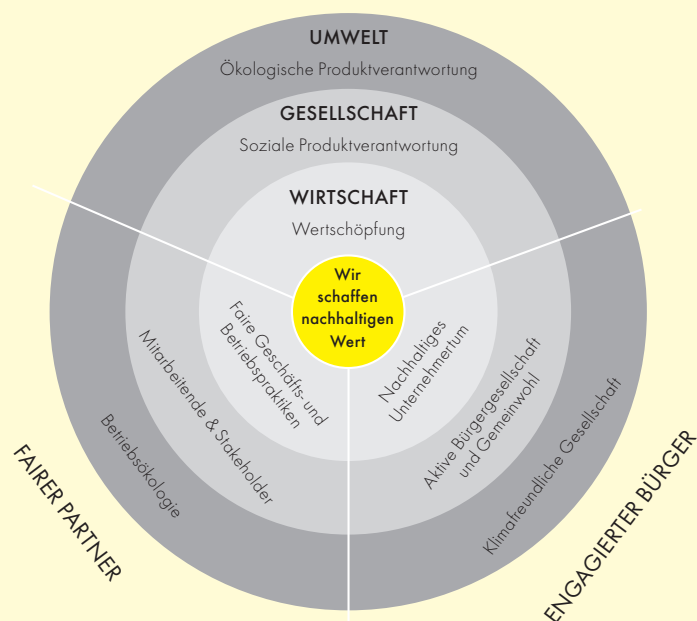 UMWELT
Ökologische Produktverantwortung
GESELLSCHAFT
Soziale Produktverantwortung
WIRTSCHAFT
Wertschöpfung
Wir
schaffen
nachhaltigen
Wert
Faire Geschäfts- und
Betriebspraktiken
Mitarbeitende & Stakeholder
Betriebsökologie
FAIRER PARTNER
Nachhaltiges
Unternehmertum
Aktive Bürgergesellschaft
und Gemeinwohl
Klimafreundliche Gesellschaft
ENGAGIERTER BÜRGER